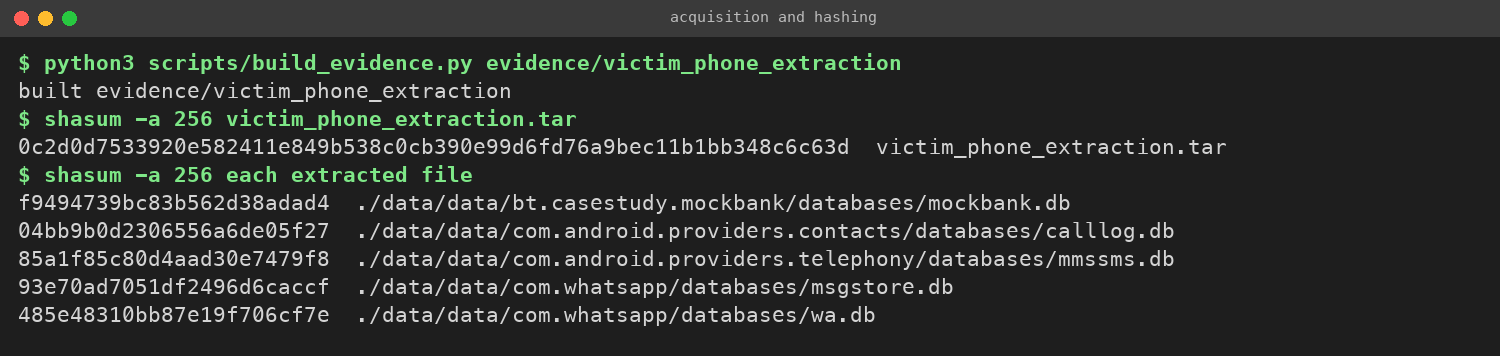 acquisition and hashing
$ python3 scripts/build_evidence.py evidence/victim_phone_extraction
built evidence/victim_phone_extraction
$ shasum -a 256 victim_phone_extraction.tar
0c2d0d7533920e582411e849b538c0cb390e99d6fd76a9bec11b1bb348c6c63d  victim_phone_extraction.tar
$ shasum -a 256 each extracted file
f9494739bc83b562d38adad4  ./data/data/bt.casestudy.mockbank/databases/mockbank.db
04bb9b0d2306556a6de05f27  ./data/data/com.android.providers.contacts/databases/calllog.db
85a1f85c80d4aad30e7479f8  ./data/data/com.android.providers.telephony/databases/mmssms.db
93e70ad7051df2496d6caccf  ./data/data/com.whatsapp/databases/msgstore.db
485e48310bb87e19f706cf7e  ./data/data/com.whatsapp/databases/wa.db